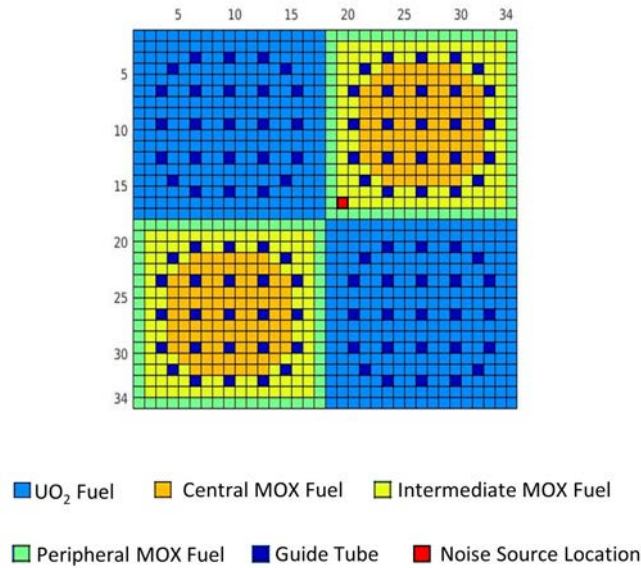 5 10 15 20 25 30 34
5
10
15
20
25
30
34
UO₂ Fuel Central MOX Fuel Intermediate MOX Fuel
Peripheral MOX Fuel Guide Tube Noise Source Location